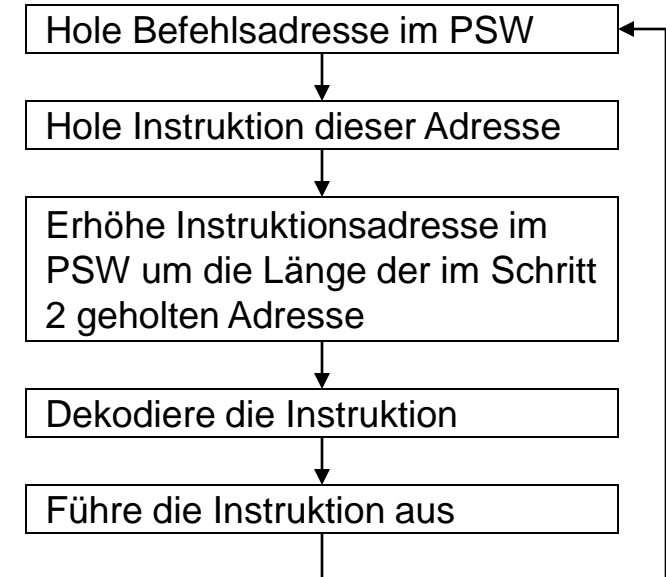 Hole Befehlsadresse im PSW
Hole Instruktion dieser Adresse
Erhöhe Instruktionsadresse im
PSW um die Länge der im Schritt
2 geholten Adresse
Dekodiere die Instruktion
Führe die Instruktion aus